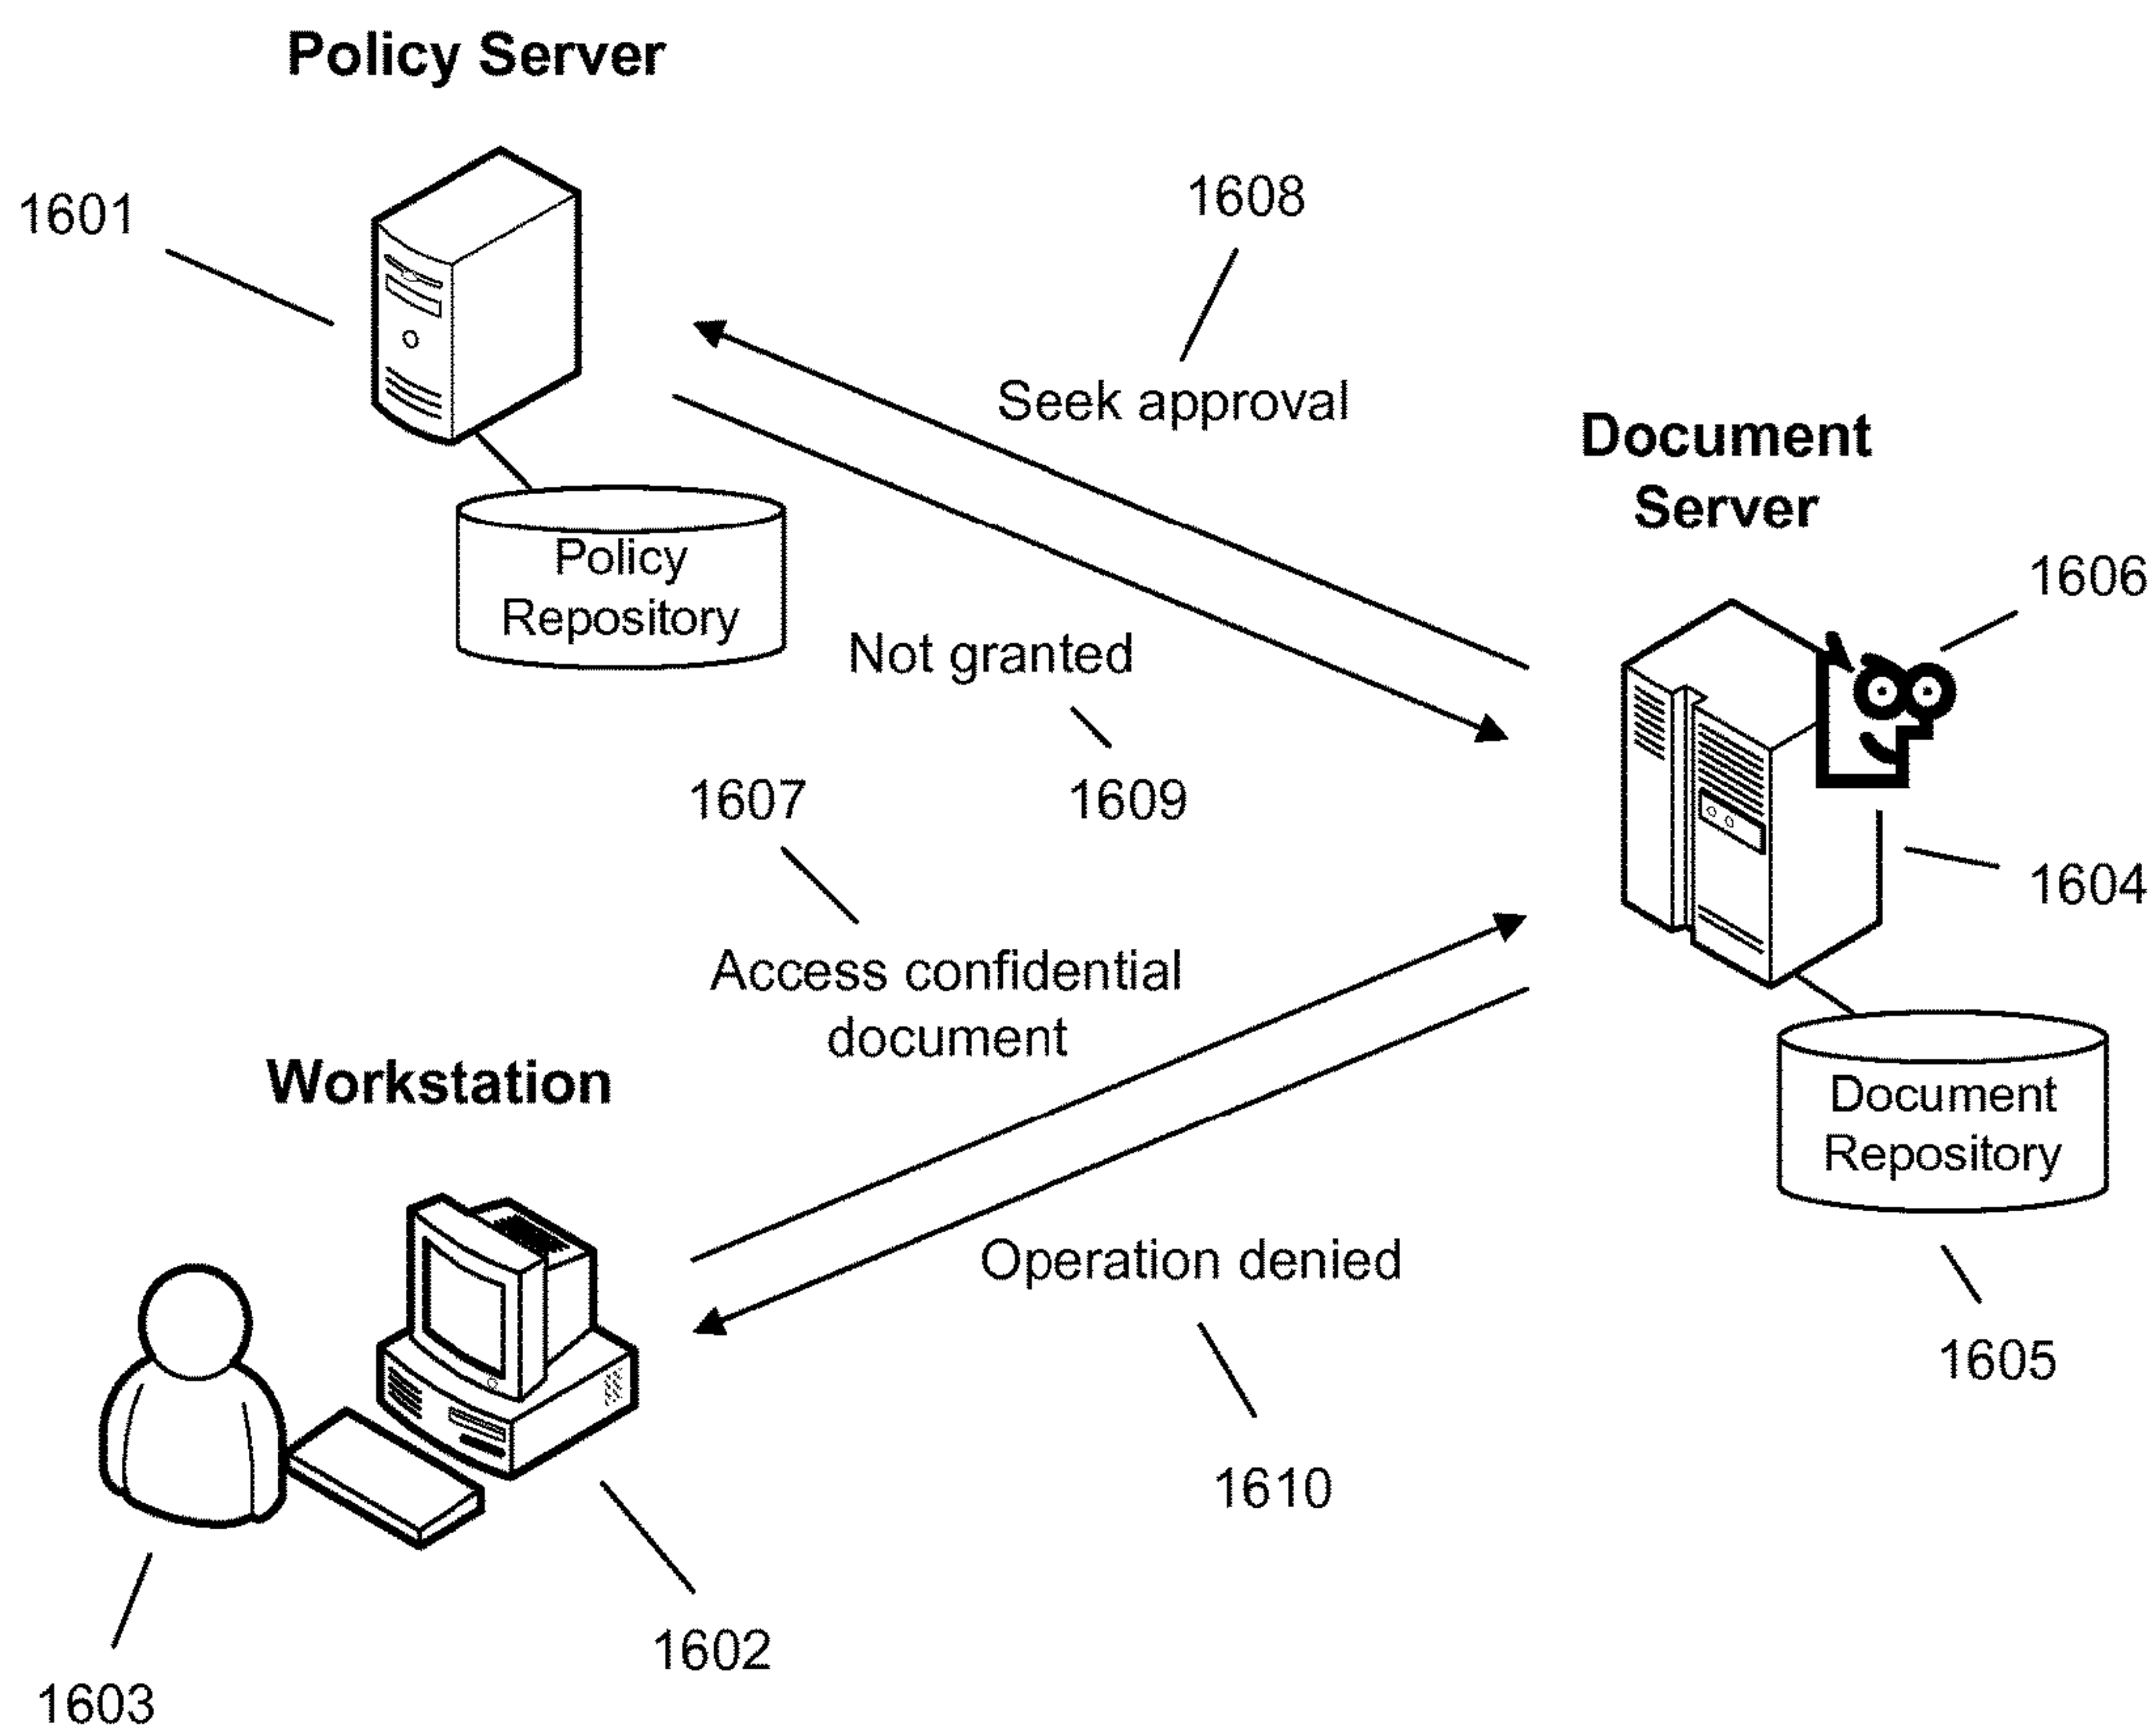 Policy Server
1601
1608
Seek approval
Document
Server
Policy
Repository
1606
Not granted
1607
1609
1604
Access confidential
document
Workstation
Document
Repository
Operation denied
1605
1610
1602
1603